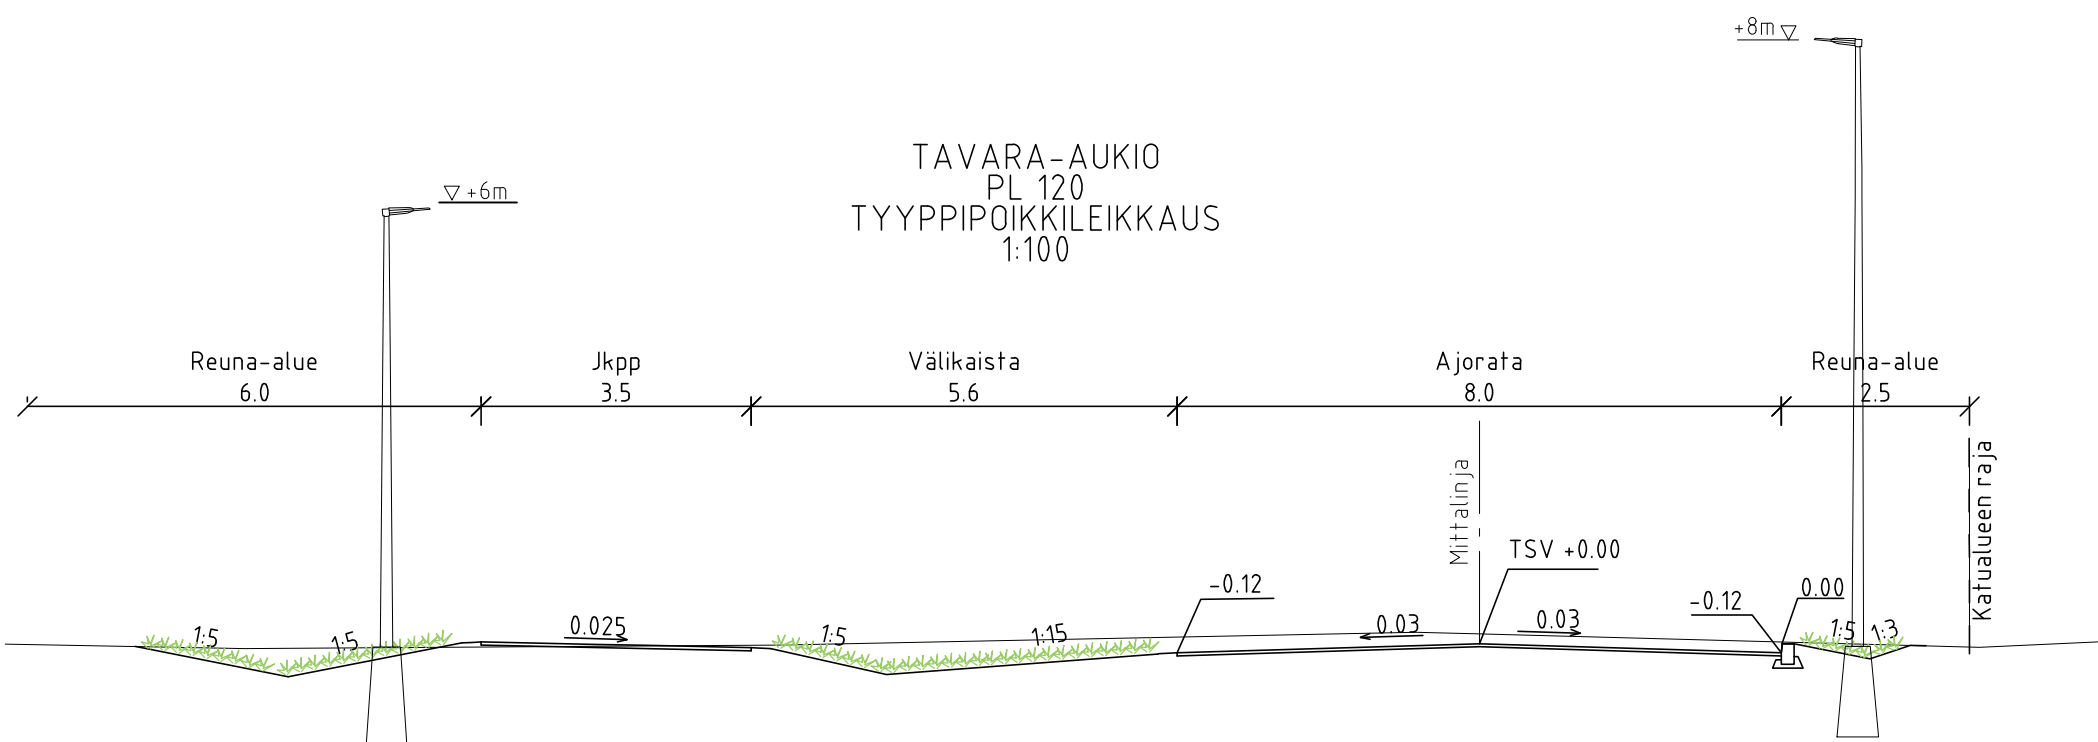 +8m
TAVARA-AUKIO
PL 120
TYYPPIPOIKKILEIKKAUS
1:100
+6m
Reuna-alue
6.0
Jkpp
3.5
Välikaista
5.6
Ajorata
8.0
Reuna-alue
2.5
Mittalinja
Katualueen raja
TSV +0.00
-0.12
-0.12
0.00
1:5
1:5
0.025
1:5
1:15
0.03
0.03
1:5
1:3